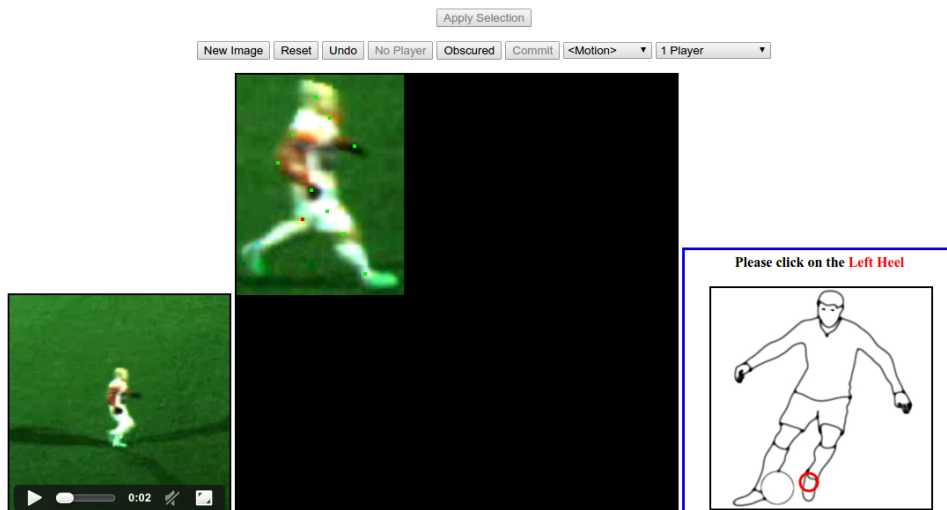 Apply Selection
New Image Reset Undo No Player Obscured Commit <Motion> 1 Player
Please click on the Left Heel
0:02